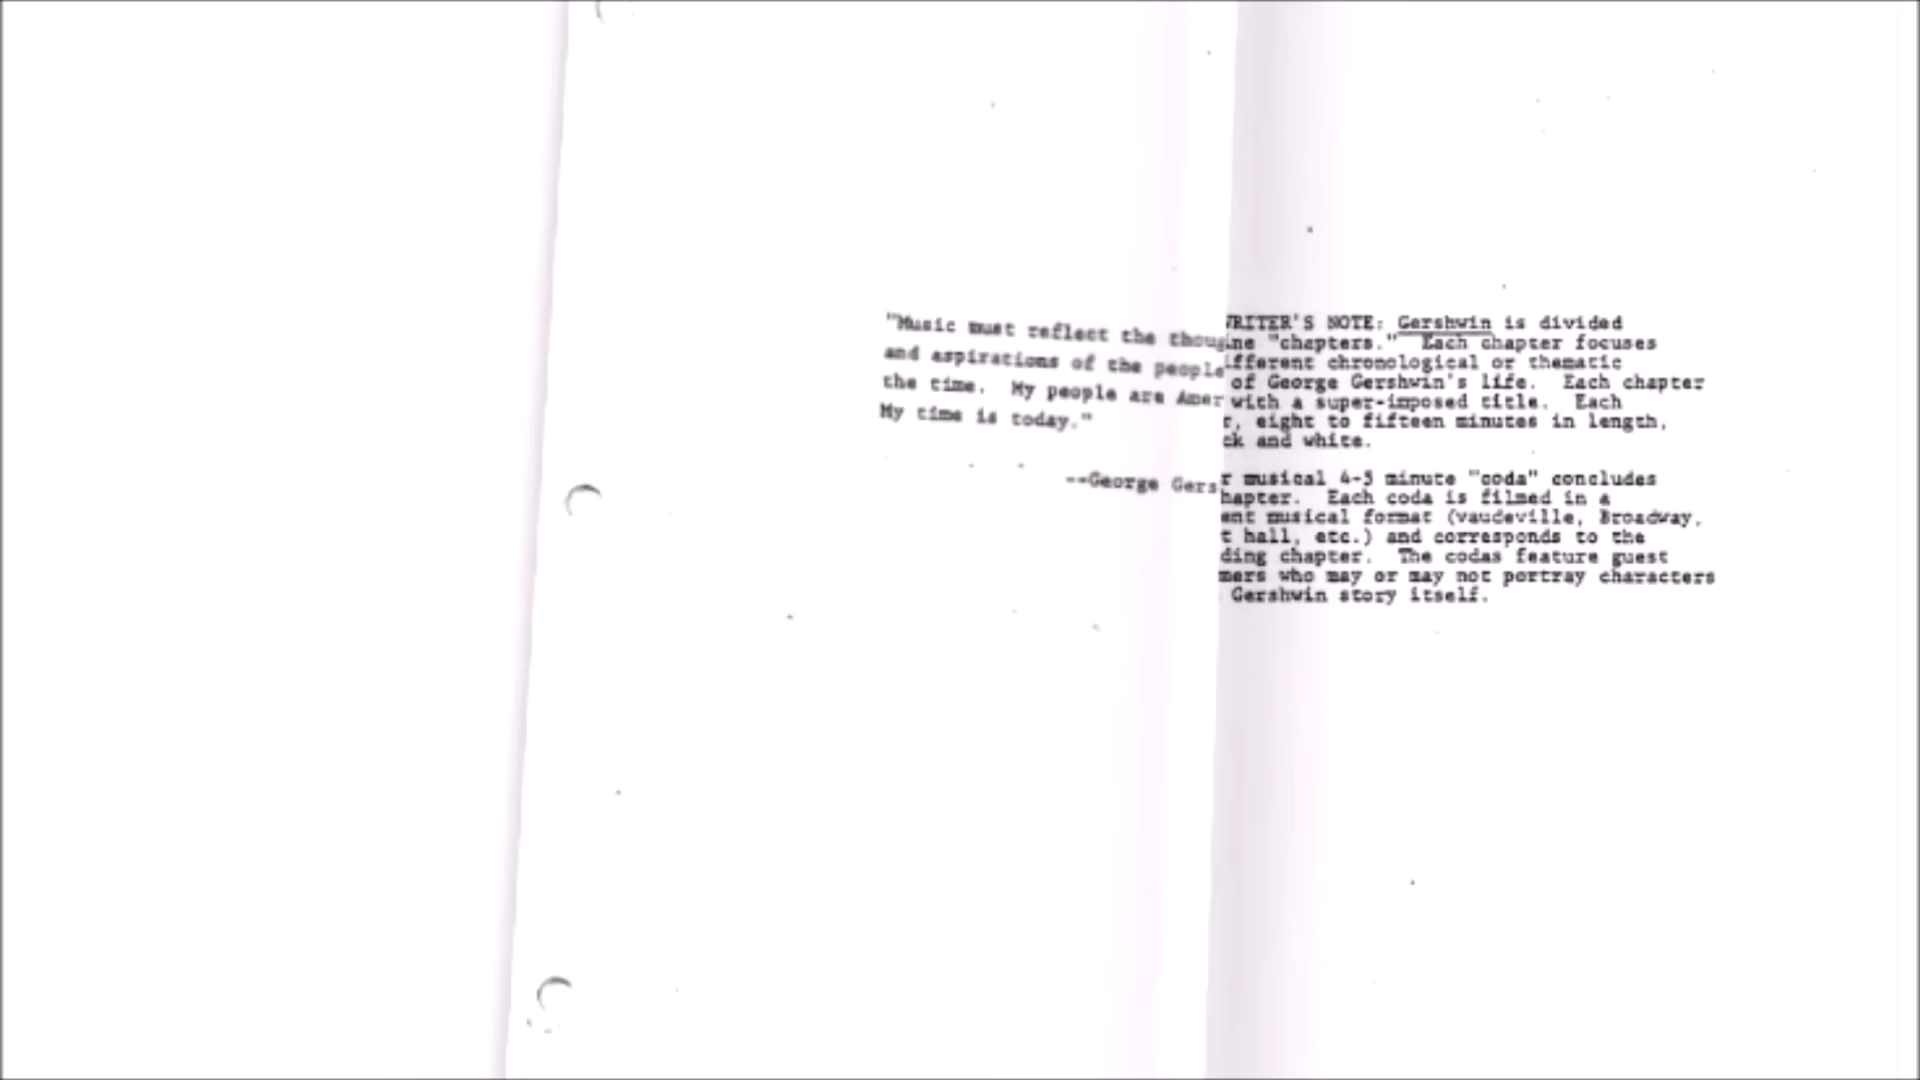 "Music must reflect the thoug
and aspirations of the people
the time. My people are Amer
My time is today."
--George Gers
WRITER'S NOTE: Gershwin is divided
ine "chapters." Each chapter focuses
ifferent chronological or thematic
of George Gershwin's life. Each chapter
with a super-imposed title. Each
r, eight to fifteen minutes in length,
ck and white.
r musical 4-5 minute "coda" concludes
hapter. Each coda is filmed in a
ent musical format (vaudeville, Broadway,
t hall, etc.) and corresponds to the
ding chapter. The codas feature guest
mers who may or may not portray characters
Gershwin story itself.